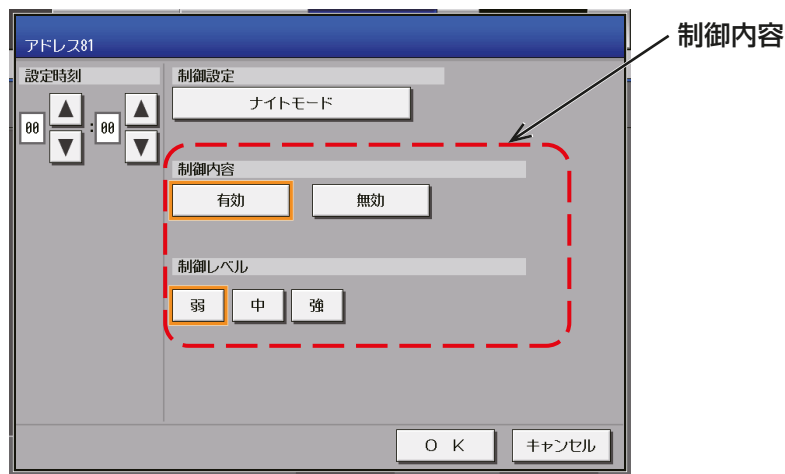 制御内容
アドレス81
設定時刻
制御設定
ナイトモード
00 : 00
制御内容
有効 無効
制御レベル
弱 中 強
ＯＫ キャンセル